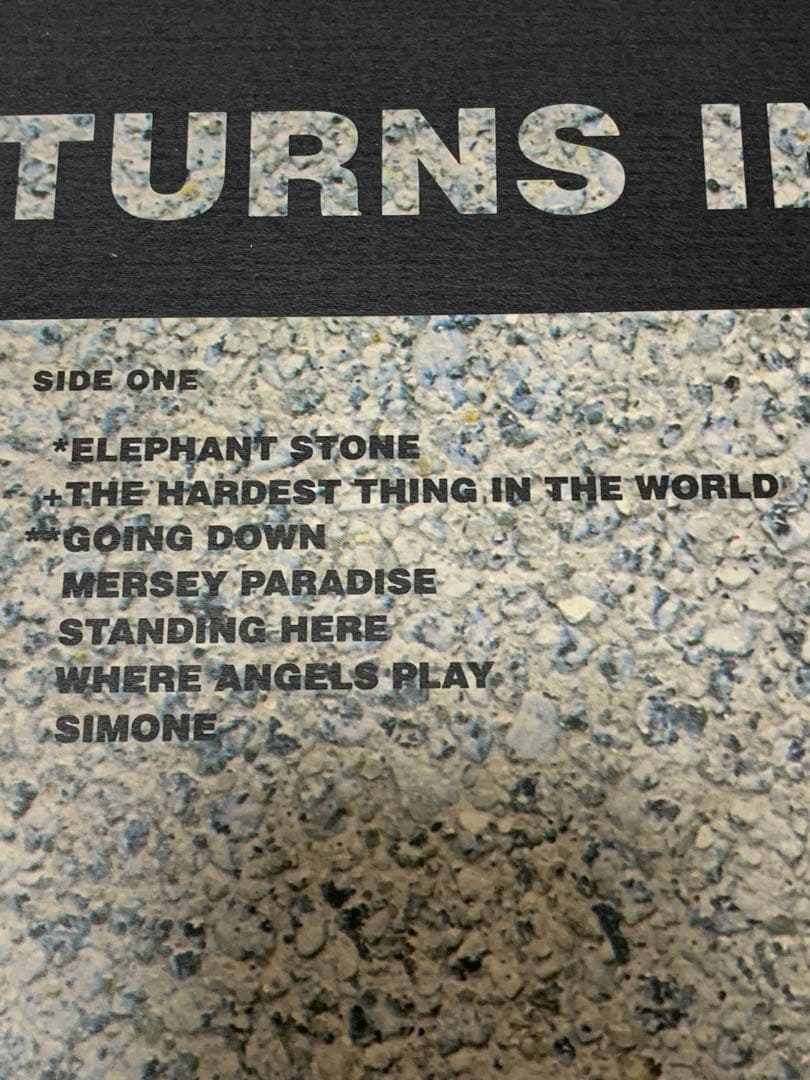 TURNS IN
SIDE ONE
*ELEPHANT STONE
+THE HARDEST THING IN THE WORLD
**GOING DOWN
MERSEY PARADISE
STANDING HERE
WHERE ANGELS PLAY
SIMONE